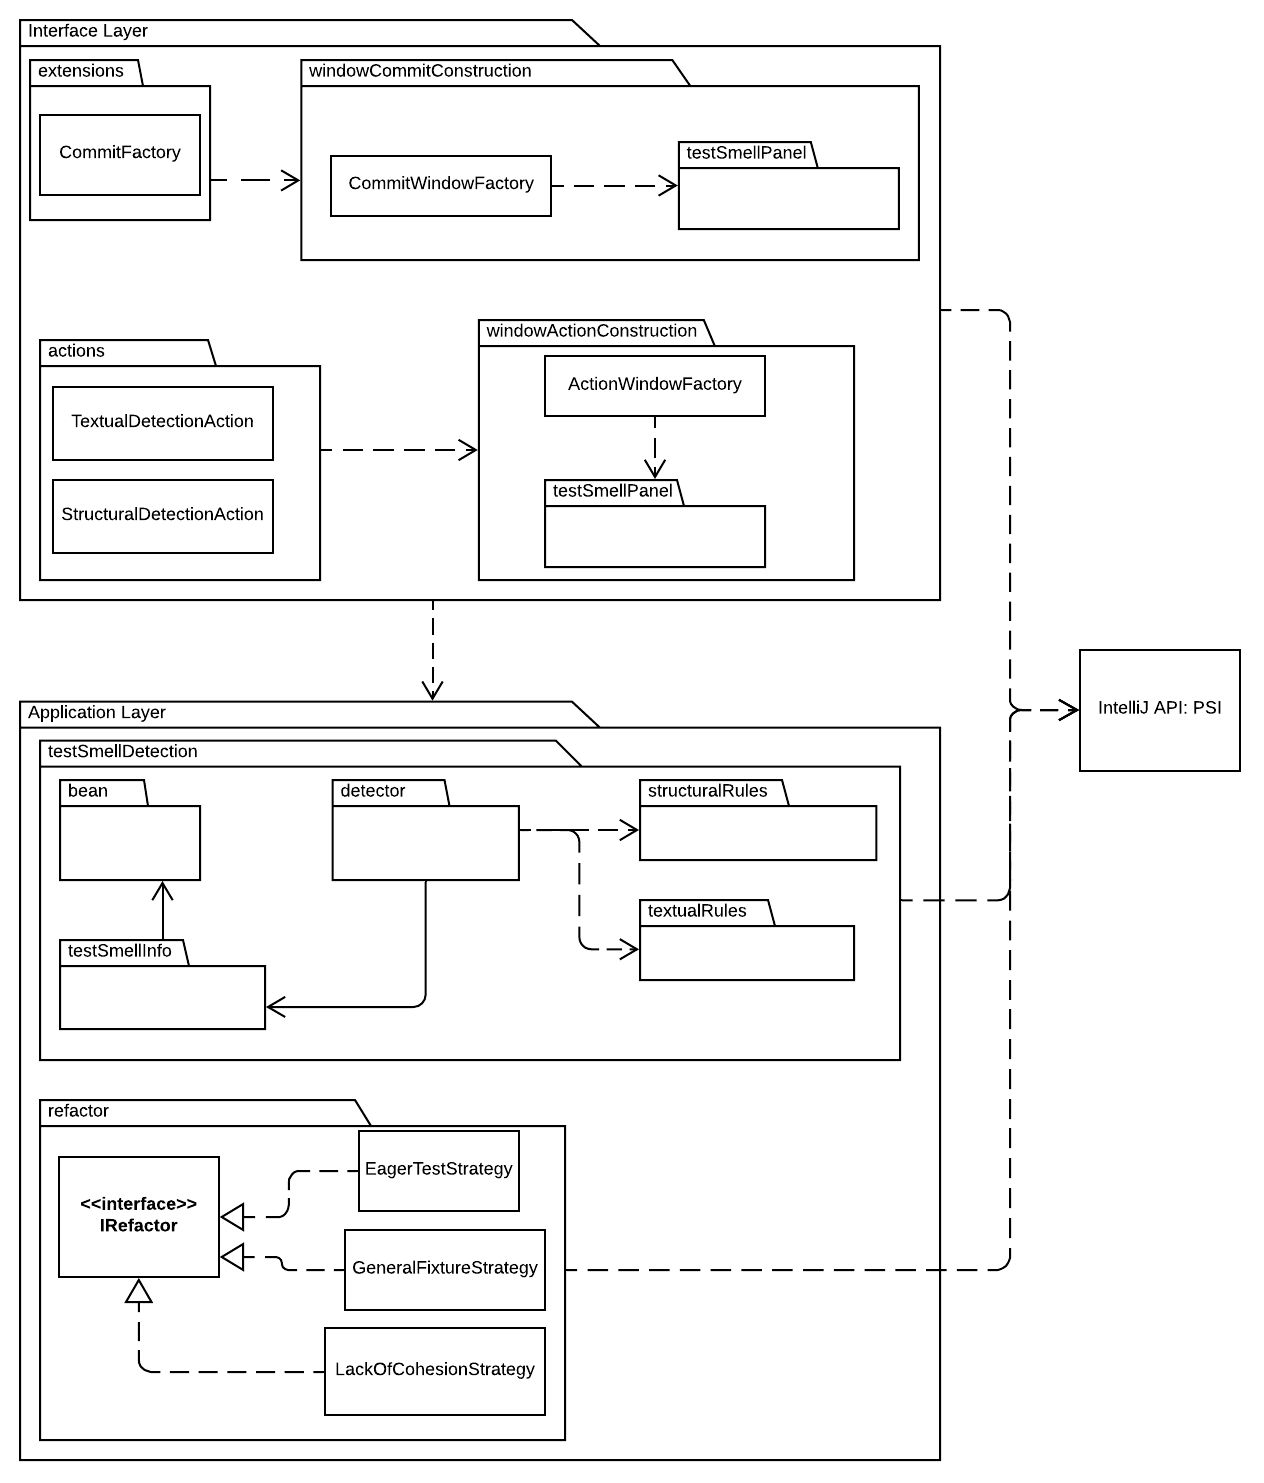 Interface Layer
extensions
windowCommitConstruction
CommitFactory
CommitWindowFactory
testSmellPanel
actions
windowActionConstruction
TextualDetectionAction
StructuralDetectionAction
ActionWindowFactory
testSmellPanel
IntelliJ API: PSI
Application Layer
testSmellDetection
bean
detector
structuralRules
textualRules
testSmellInfo
refactor
<<interface>>
IRefactor
EagerTestStrategy
GeneralFixtureStrategy
LackOfCohesionStrategy